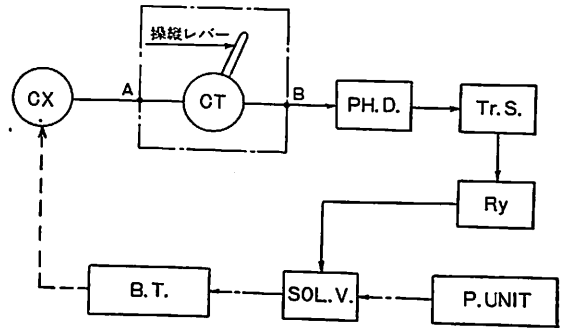 操縦レバー
CX
A
CT
B
PH.D.
Tr.S.
Ry
B.T.
SOL.V.
P.UNIT